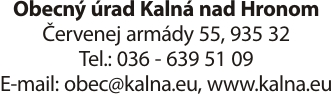 Obecný úrad Kalná nad Hronom
Červenej armády 55, 935 32
Tel.: 036 - 639 51 09
E-mail: obec@kalna.eu, www.kalna.eu